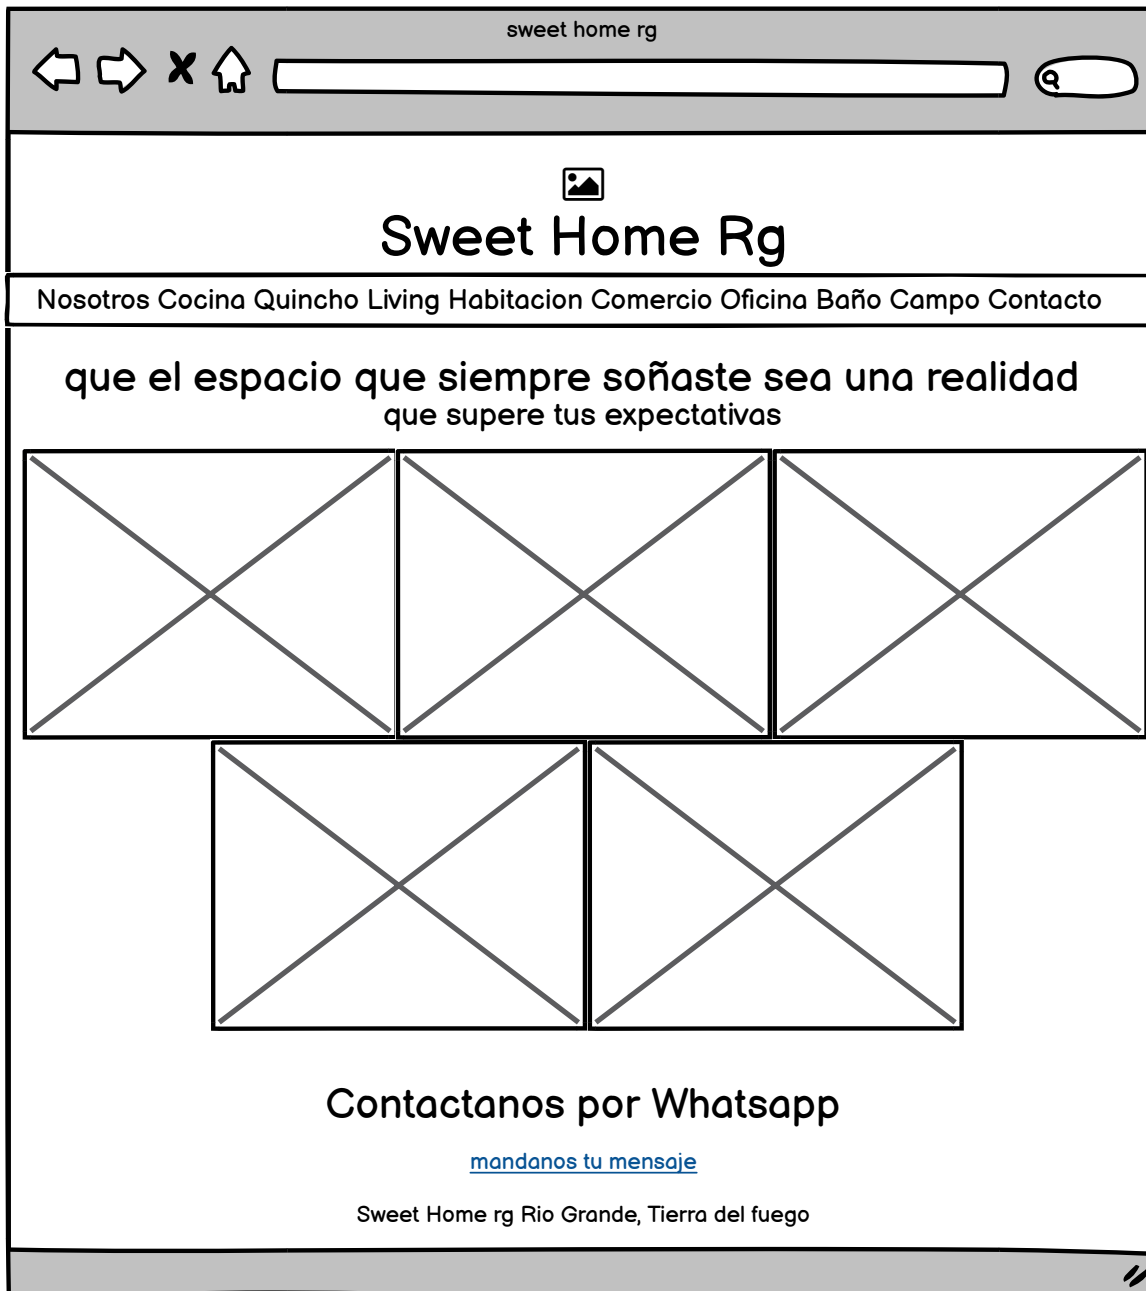 sweet home rg
Sweet Home Rg
Nosotros Cocina Quincho Living Habitacion Comercio Oficina Baño Campo Contacto
que el espacio que siempre soñaste sea una realidad
que supere tus expectativas
Contactanos por Whatsapp
mandanos tu mensaje
Sweet Home rg Rio Grande, Tierra del fuego